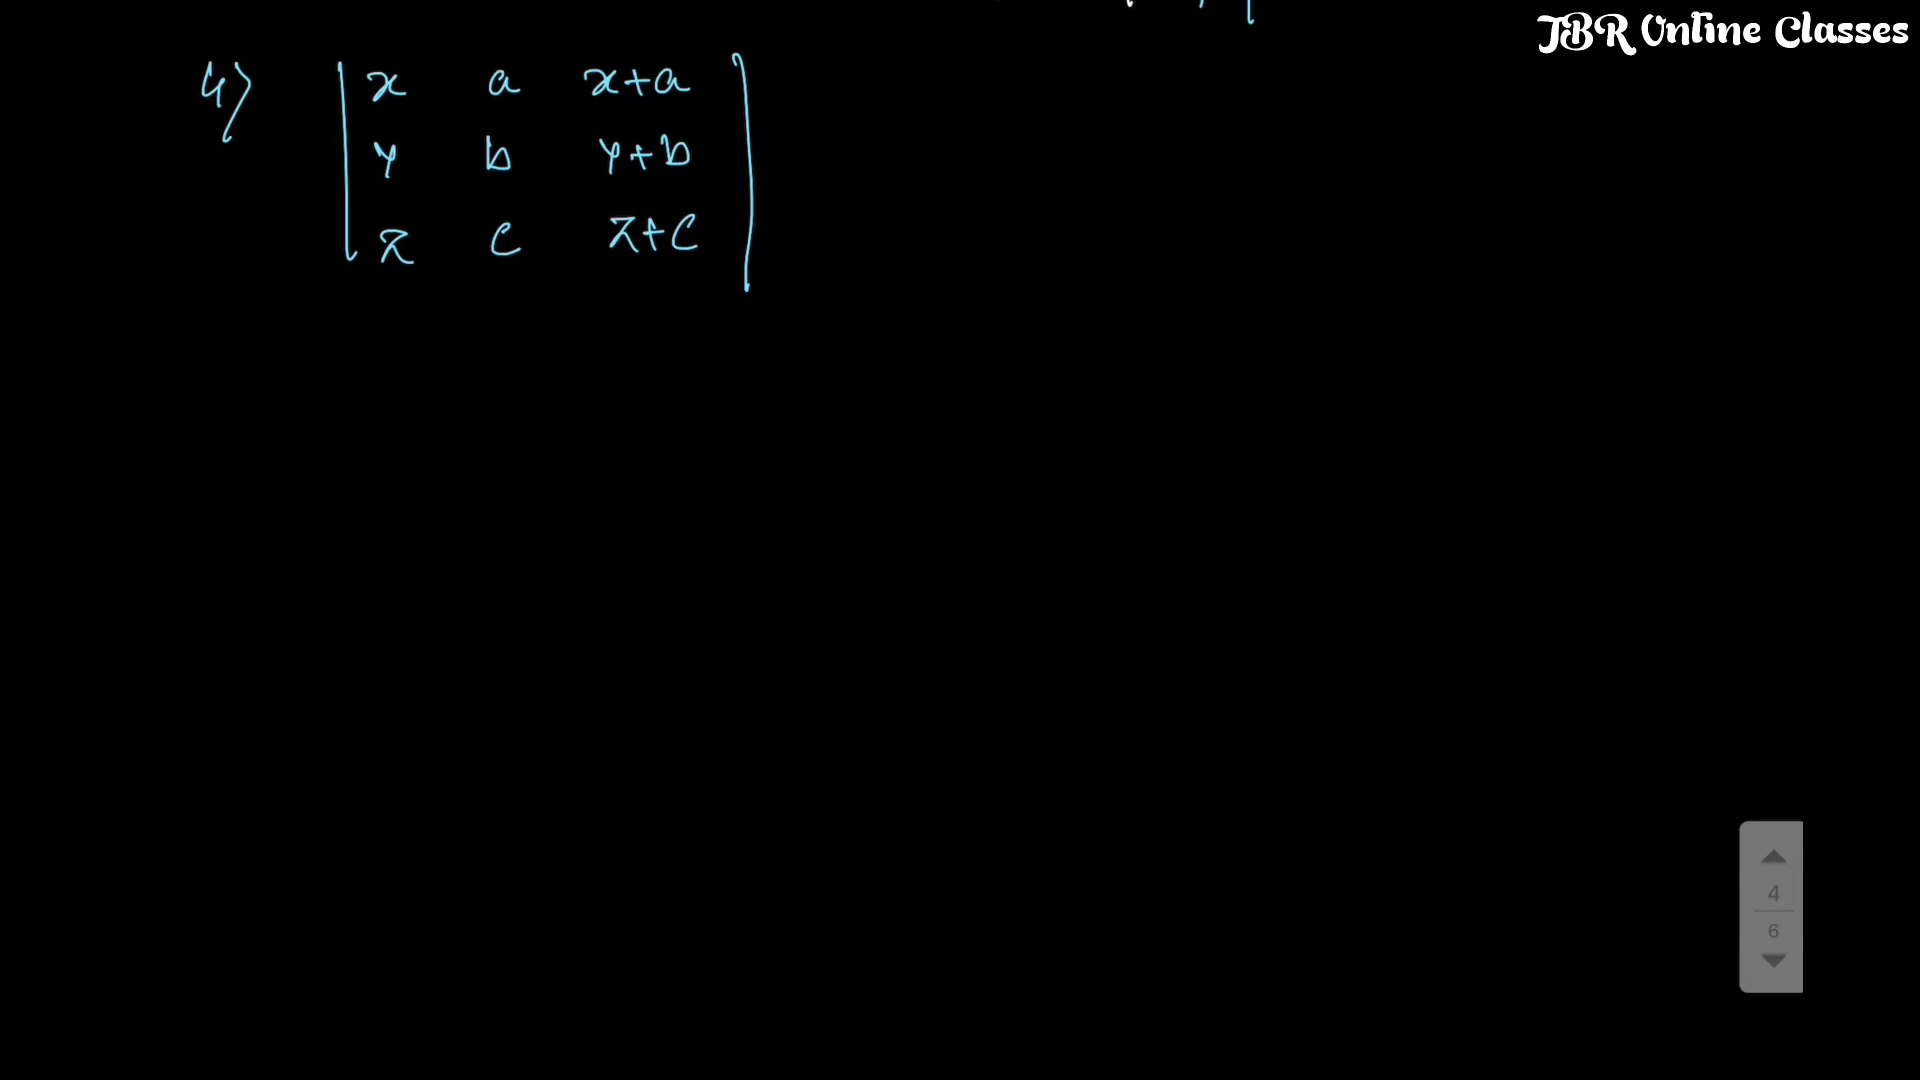 JBR Online Classes
4) | x a x+a |
| y b y+b |
| z c z+c |
4
6